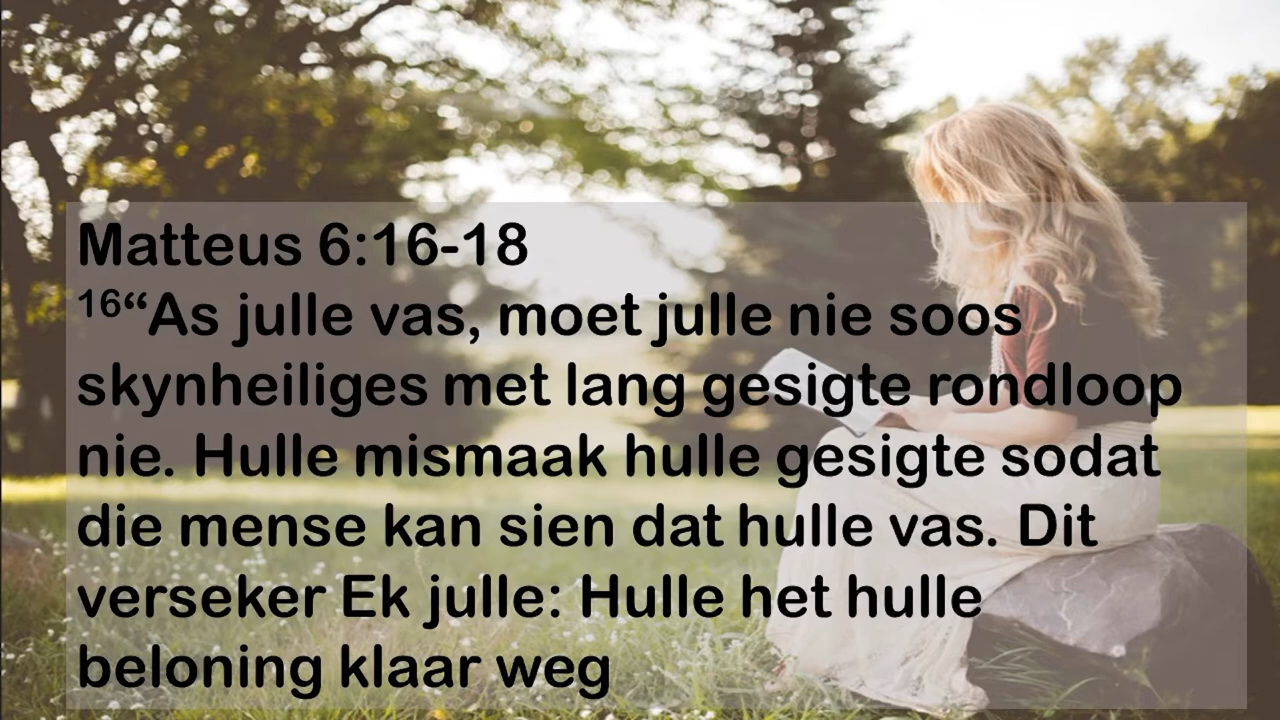 Matteus 6:16-18
16“As julle vas, moet julle nie soos
skynheiliges met lang gesigte rondloop
nie. Hulle mismaak hulle gesigte sodat
die mense kan sien dat hulle vas. Dit
verseker Ek julle: Hulle het hulle
beloning klaar weg